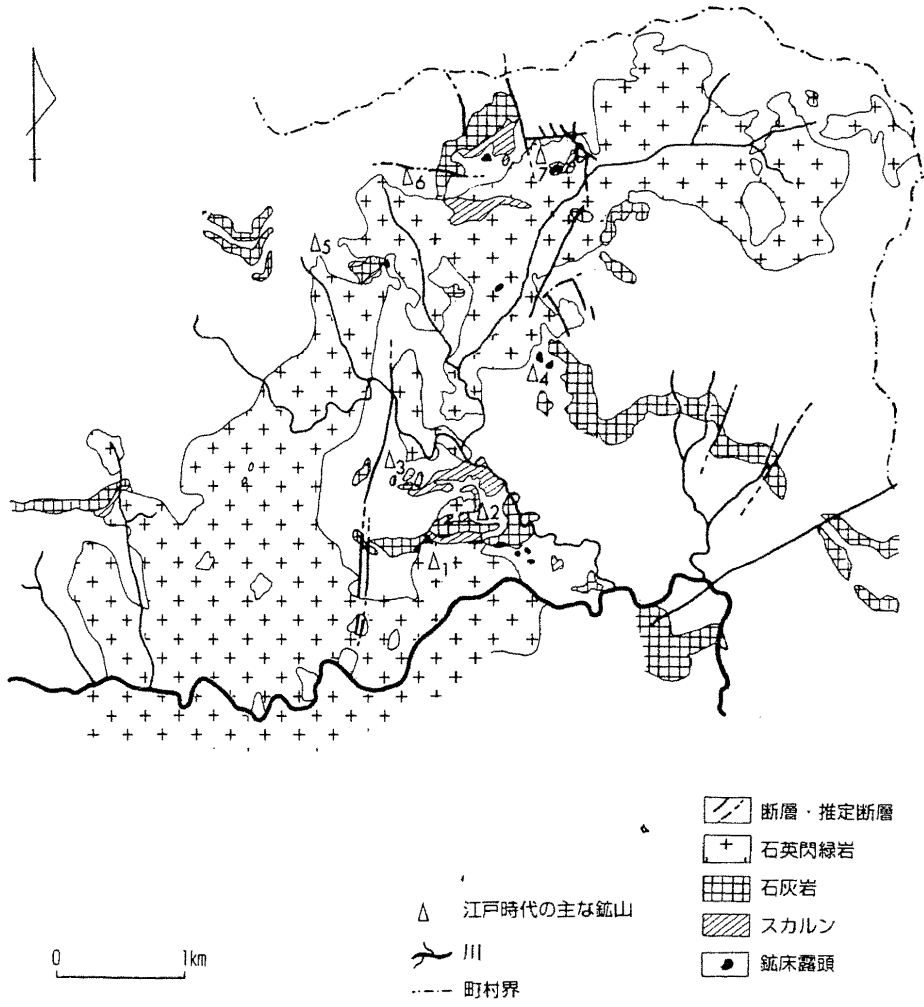 6
7
5
4
3
2
1
断層・推定断層
石英閃緑岩
石灰岩
スカルン
鉱床露頭
江戸時代の主な鉱山
川
町村界
0 1km